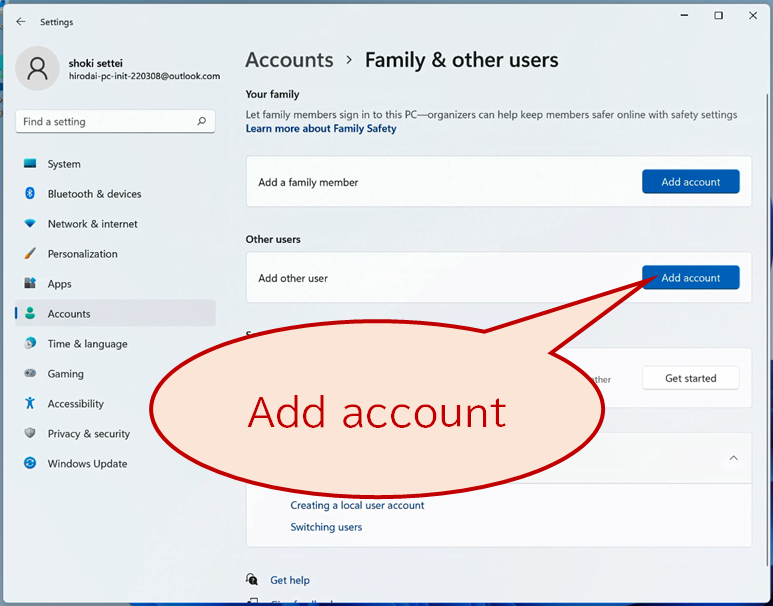 Settings
shoki settei
hirodai-pc-init-220308@outlook.com
Find a setting
System
Bluetooth & devices
Network & internet
Personalization
Apps
Accounts
Time & language
Gaming
Accessibility
Privacy & security
Windows Update
Accounts > Family & other users
Your family
Let family members sign in to this PC—organizers can help keep members safer online with safety settings
Learn more about Family Safety
Add a family member
Add account
Other users
Add other user
Add account
Add account
Get started
Creating a local user account
Switching users
Get help